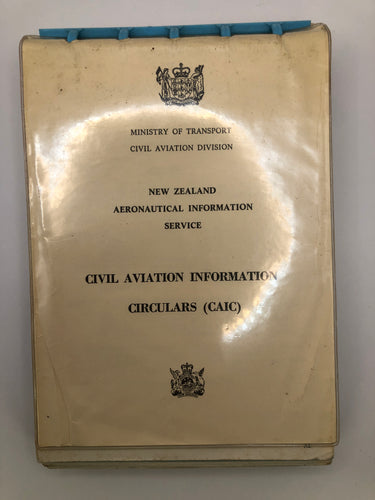 MINISTRY OF TRANSPORT
CIVIL AVIATION DIVISION
NEW ZEALAND
AERONAUTICAL INFORMATION
SERVICE
CIVIL AVIATION INFORMATION
CIRCULARS (CAIC)